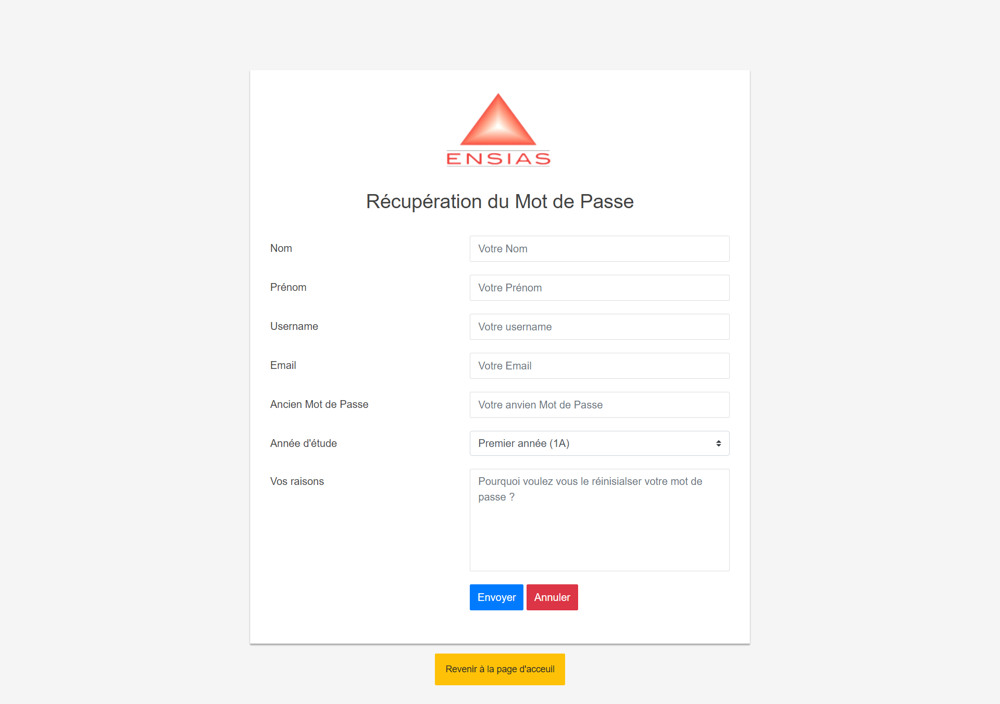 ENSIAS
Récupération du Mot de Passe
Nom
Votre Nom
Prénom
Votre Prénom
Username
Votre username
Email
Votre Email
Ancien Mot de Passe
Votre anvien Mot de Passe
Année d'étude
Premier année (1A)
Vos raisons
Pourquoi voulez vous le réinisialser votre mot de
passe ?
Envoyer
Annuler
Revenir à la page d'acceuil